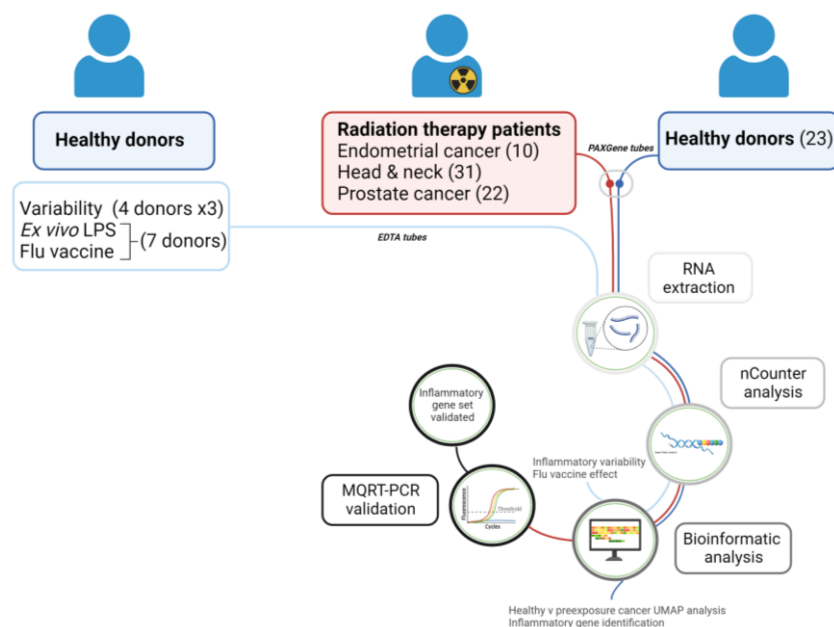 Healthy donors
Variability (4 donors x3)
Ex vivo LPS
Flu vaccine
(7 donors)
Radiation therapy patients
Endometrial cancer (10)
Head & neck (31)
Prostate cancer (22)
PAXGene tubes
Healthy donors (23)
EDTA tubes
RNA
extraction
nCounter
analysis
Inflammatory
gene set
validated
Inflammatory variability
Flu vaccine effect
MQRT-PCR
validation
Fluorescence
Threshold
Cycles
Bioinformatic
analysis
Healthy v preexposure cancer UMAP analysis
Inflammatory gene identification